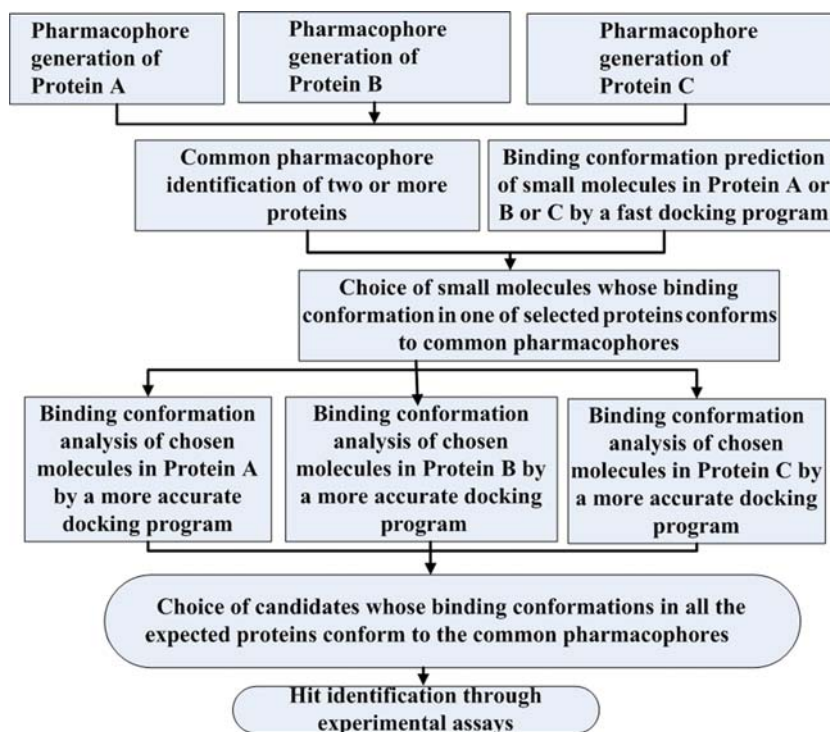 Pharmacophore
generation of
Protein A
Pharmacophore
generation of
Protein B
Pharmacophore
generation of
Protein C
Common pharmacophore
identification of two or more
proteins
Binding conformation prediction
of small molecules in Protein A or
B or C by a fast docking program
Choice of small molecules whose binding
conformation in one of selected proteins conforms
to common pharmacophores
Binding conformation
analysis of chosen
molecules in Protein A
by a more accurate
docking program
Binding conformation
analysis of chosen
molecules in Protein B by
a more accurate docking
program
Binding conformation
analysis of chosen
molecules in Protein C by
a more accurate docking
program
Choice of candidates whose binding conformations in all the
expected proteins conform to the common pharmacophores
Hit identification through
experimental assays